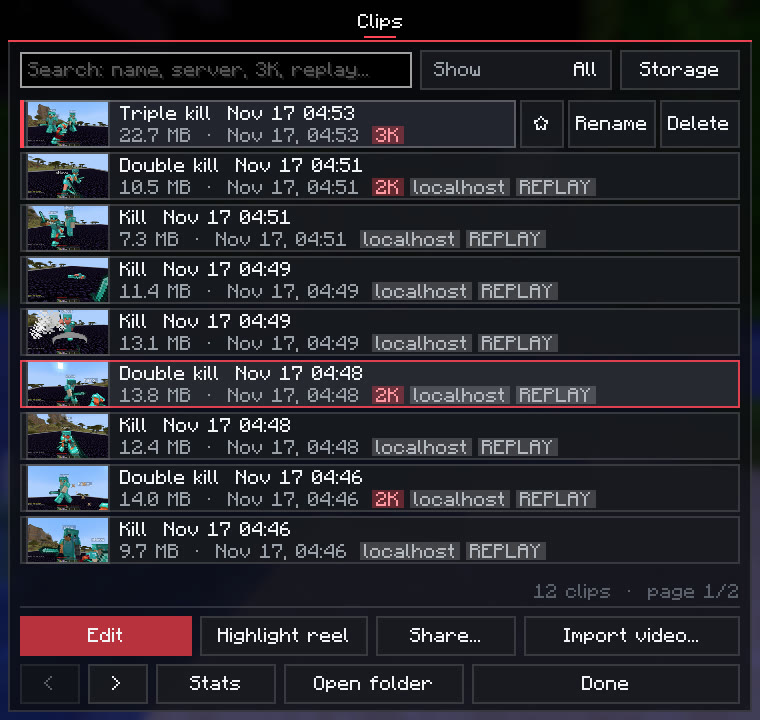 Clips
Search: name, server, 3K, replay...
Show All
Storage
Triple kill Nov 17 04:53
22.7 MB · Nov 17, 04:53 3K
☆ Rename Delete
Double kill Nov 17 04:51
10.5 MB · Nov 17, 04:51 2K localhost REPLAY
Kill Nov 17 04:51
7.3 MB · Nov 17, 04:51 localhost REPLAY
Kill Nov 17 04:49
11.4 MB · Nov 17, 04:49 localhost REPLAY
Kill Nov 17 04:49
13.1 MB · Nov 17, 04:49 localhost REPLAY
Double kill Nov 17 04:48
13.8 MB · Nov 17, 04:48 2K localhost REPLAY
Kill Nov 17 04:48
12.4 MB · Nov 17, 04:48 localhost REPLAY
Double kill Nov 17 04:46
14.0 MB · Nov 17, 04:46 2K localhost REPLAY
Kill Nov 17 04:46
9.7 MB · Nov 17, 04:46 localhost REPLAY
12 clips · page 1/2
Edit Highlight reel Share... Import video...
< > Stats Open folder Done